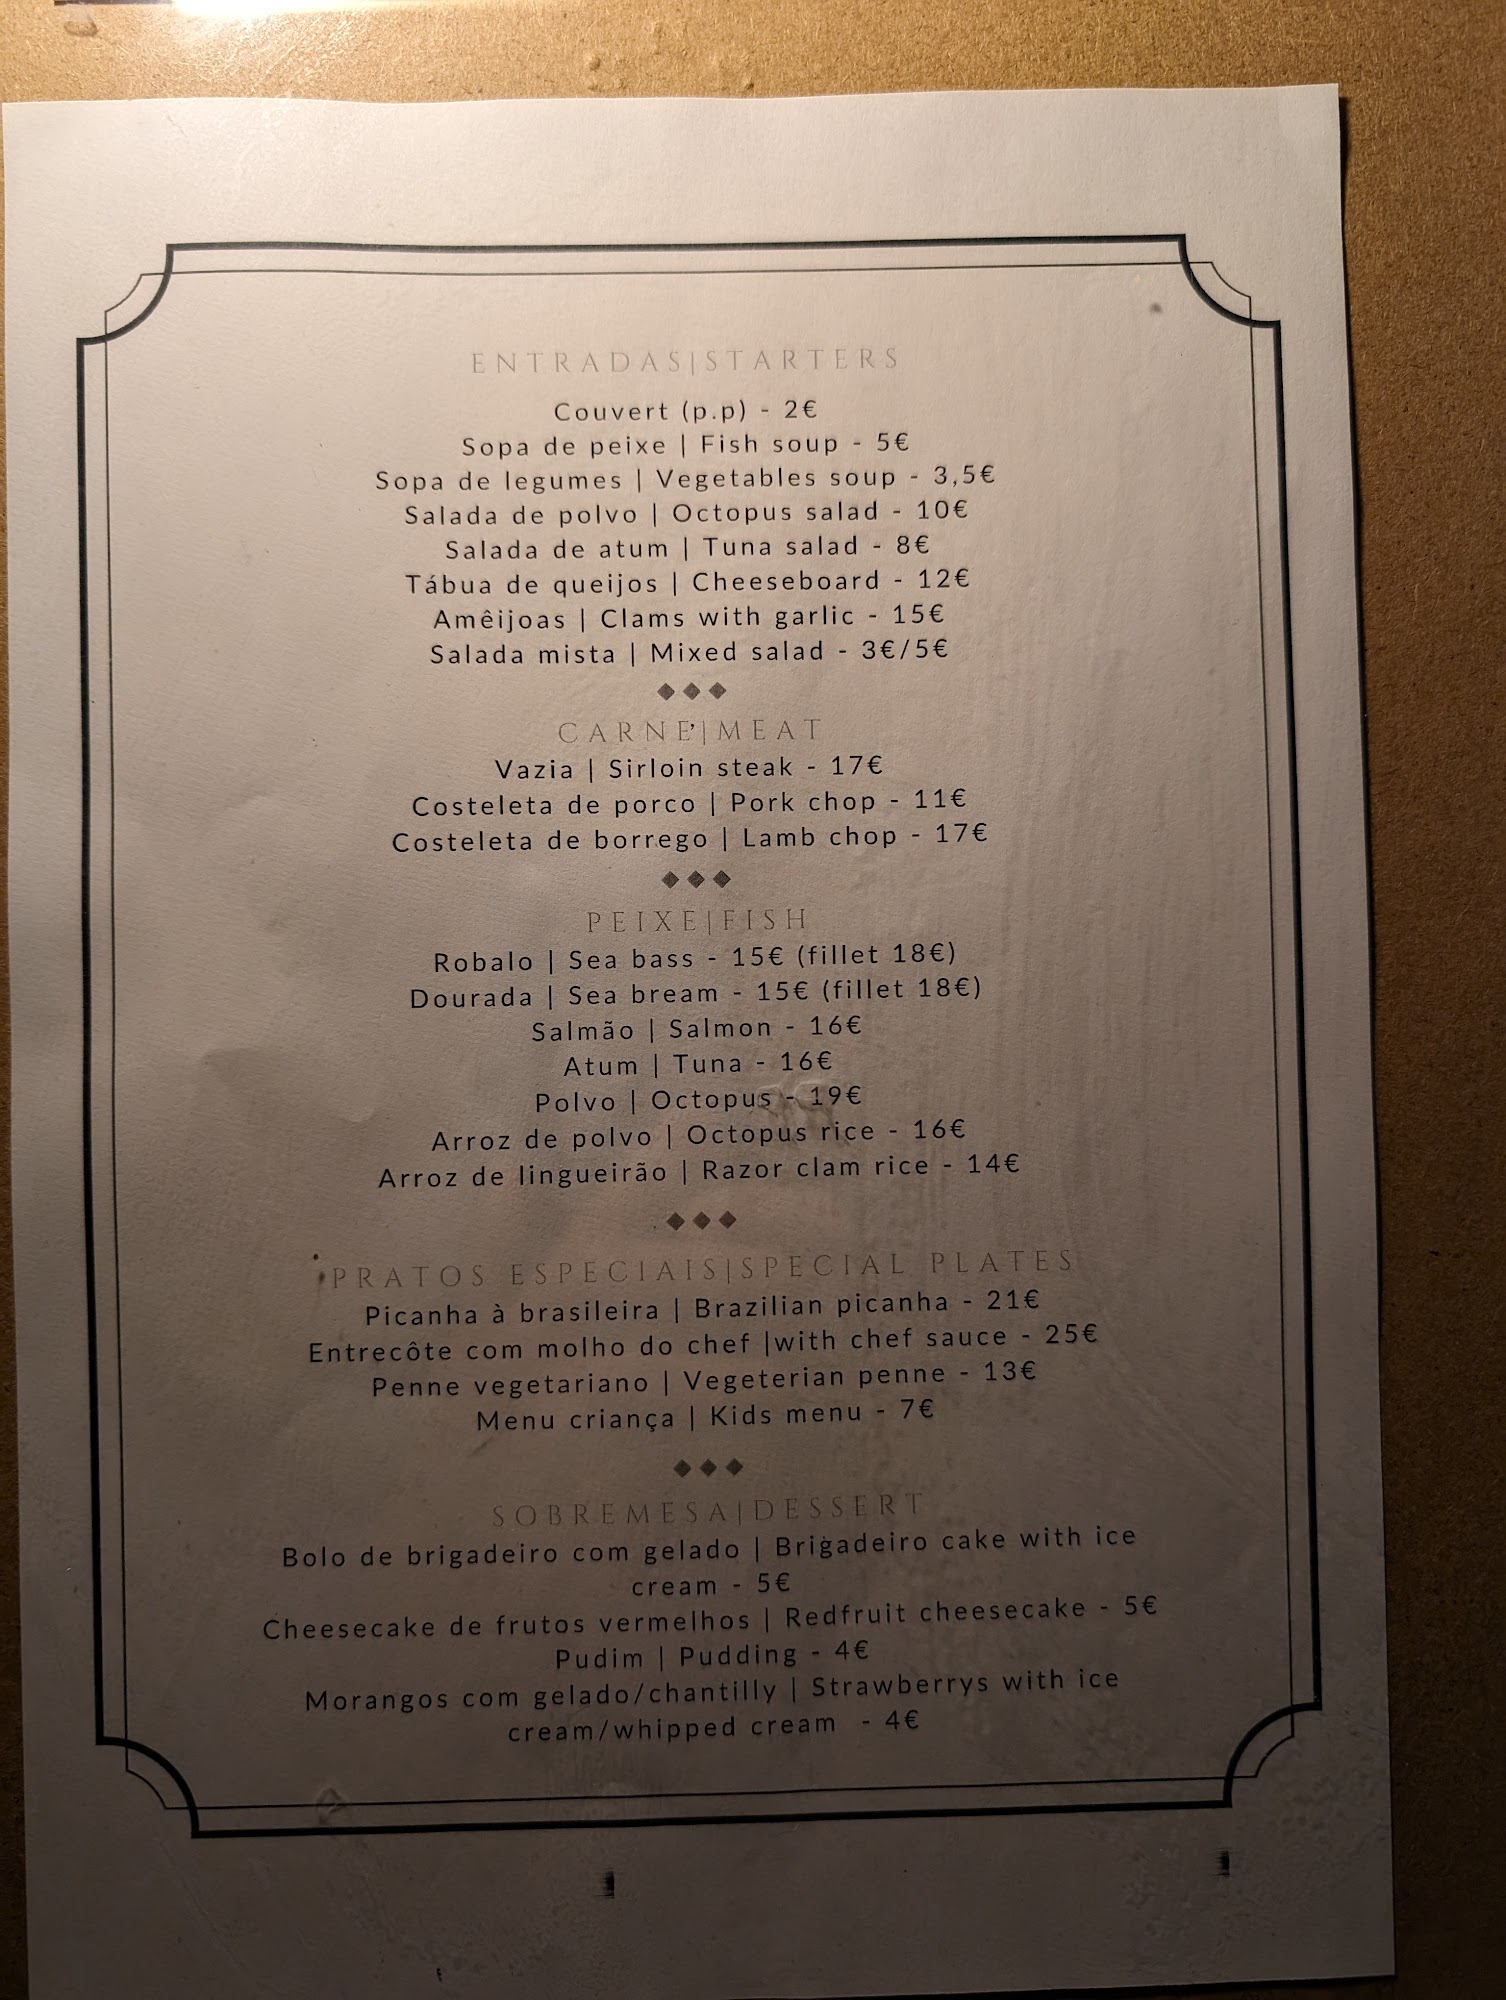 ENTRADAS|STARTERS
Couvert (p.p) - 2€
Sopa de peixe | Fish soup - 5€
Sopa de legumes | Vegetables soup - 3,5€
Salada de polvo | Octopus salad - 10€
Salada de atum | Tuna salad - 8€
Tábua de queijos | Cheeseboard - 12€
Amêijoas | Clams with garlic - 15€
Salada mista | Mixed salad - 3€/5€
CARNE|MEAT
Vazia | Sirloin steak - 17€
Costeleta de porco | Pork chop - 11€
Costeleta de borrego | Lamb chop - 17€
PEIXE|FISH
Robalo | Sea bass - 15€ (fillet 18€)
Dourada | Sea bream - 15€ (fillet 18€)
Salmão | Salmon - 16€
Atum | Tuna - 16€
Polvo | Octopus - 19€
Arroz de polvo | Octopus rice - 16€
Arroz de lingueirão | Razor clam rice - 14€
PRATOS ESPECIAIS|SPECIAL PLATES
Picanha à brasileira | Brazilian picanha - 21€
Entrecôte com molho do chef |with chef sauce - 25€
Penne vegetariano | Vegeterian penne - 13€
Menu criança | Kids menu - 7€
SOBREMESA|DESSERT
Bolo de brigadeiro com gelado | Brigadeiro cake with ice
cream - 5€
Cheesecake de frutos vermelhos | Redfruit cheesecake - 5€
Pudim | Pudding - 4€
Morangos com gelado/chantilly | Strawberrys with ice
cream/whipped cream - 4€